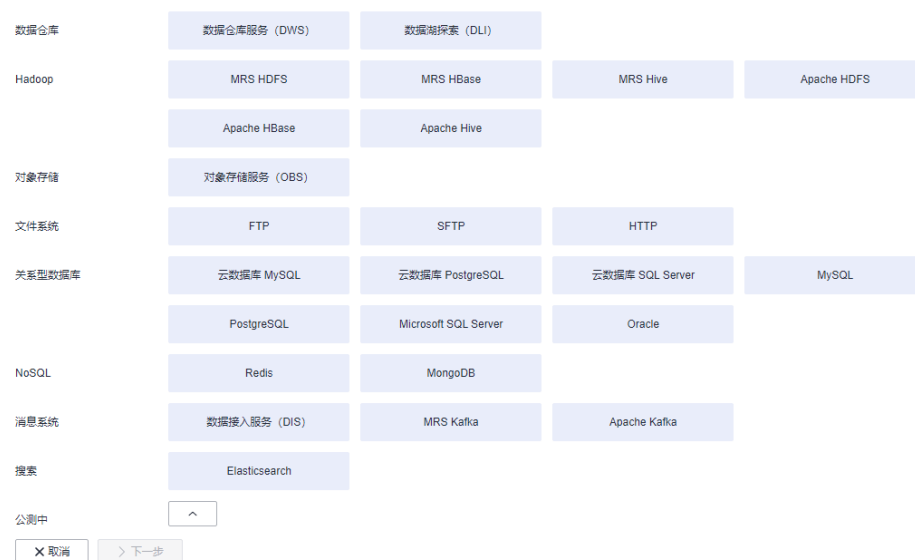 数据仓库 数据仓库服务（DWS） 数据湖探索（DLI）
Hadoop MRS HDFS MRS HBase MRS Hive Apache HDFS
Apache HBase Apache Hive
对象存储 对象存储服务（OBS）
文件系统 FTP SFTP HTTP
关系型数据库 云数据库 MySQL 云数据库 PostgreSQL 云数据库 SQL Server MySQL
PostgreSQL Microsoft SQL Server Oracle
NoSQL Redis MongoDB
消息系统 数据接入服务（DIS） MRS Kafka Apache Kafka
搜索 Elasticsearch
公测中
取消 下一步